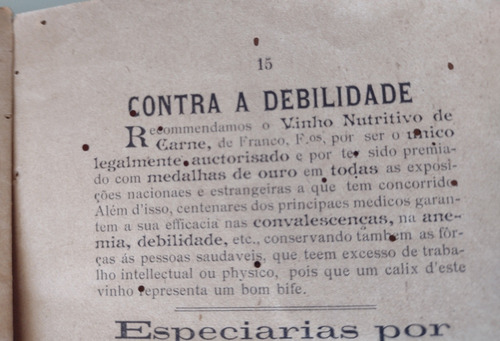 15
CONTRA A DEBILIDADE
Recommendamos o Vinho Nutritivo de
Carne, de Franco, F.os, por ser o unico
legalmente auctorisado e por ter sido premia-
do com medalhas de ouro em todas as exposi-
ções nacionaes e estrangeiras a que tem concorrido.
Além d'isso, centenares dos principaes medicos garan-
tem a sua efficacia nas convalescenças, na ane-
mia, debilidade, etc., conservando tambem as fôr-
ças ás pessoas saudaveis, que teem excesso de traba-
lho intellectual ou physico, pois que um calix d'este
vinho representa um bom bife.
Especiarias por